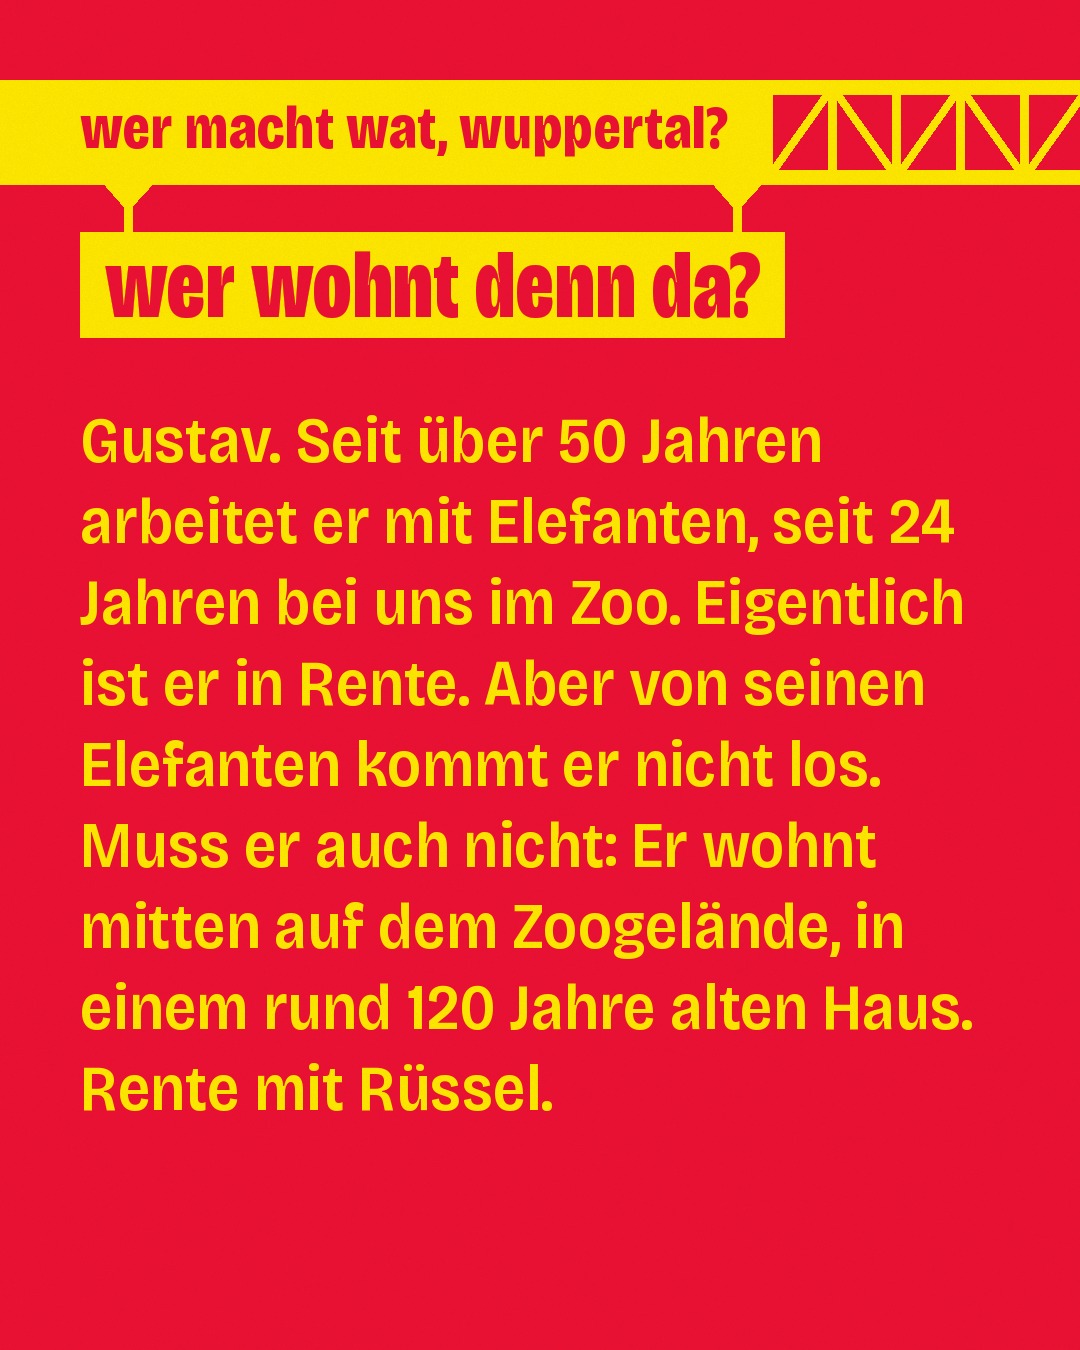 wer macht wat, wuppertal?
wer wohnt denn da?
Gustav. Seit über 50 Jahren
arbeitet er mit Elefanten, seit 24
Jahren bei uns im Zoo. Eigentlich
ist er in Rente. Aber von seinen
Elefanten kommt er nicht los.
Muss er auch nicht: Er wohnt
mitten auf dem Zoogelände, in
einem rund 120 Jahre alten Haus.
Rente mit Rüssel.